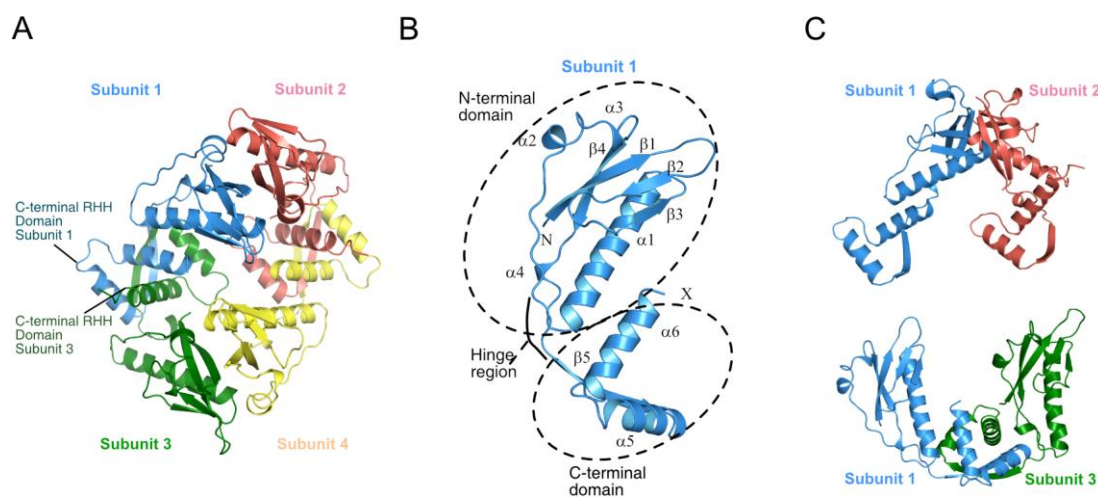 A
Subunit 1
Subunit 2
C-terminal RHH
Domain
Subunit 1
C-terminal RHH
Domain
Subunit 3
Subunit 3
Subunit 4
B
Subunit 1
N-terminal
domain
α3
α2
β4
β1
β2
β3
N
α1
α4
X
α6
Hinge
region
β5
α5
C-terminal
domain
C
Subunit 1
Subunit 2
Subunit 1
Subunit 3